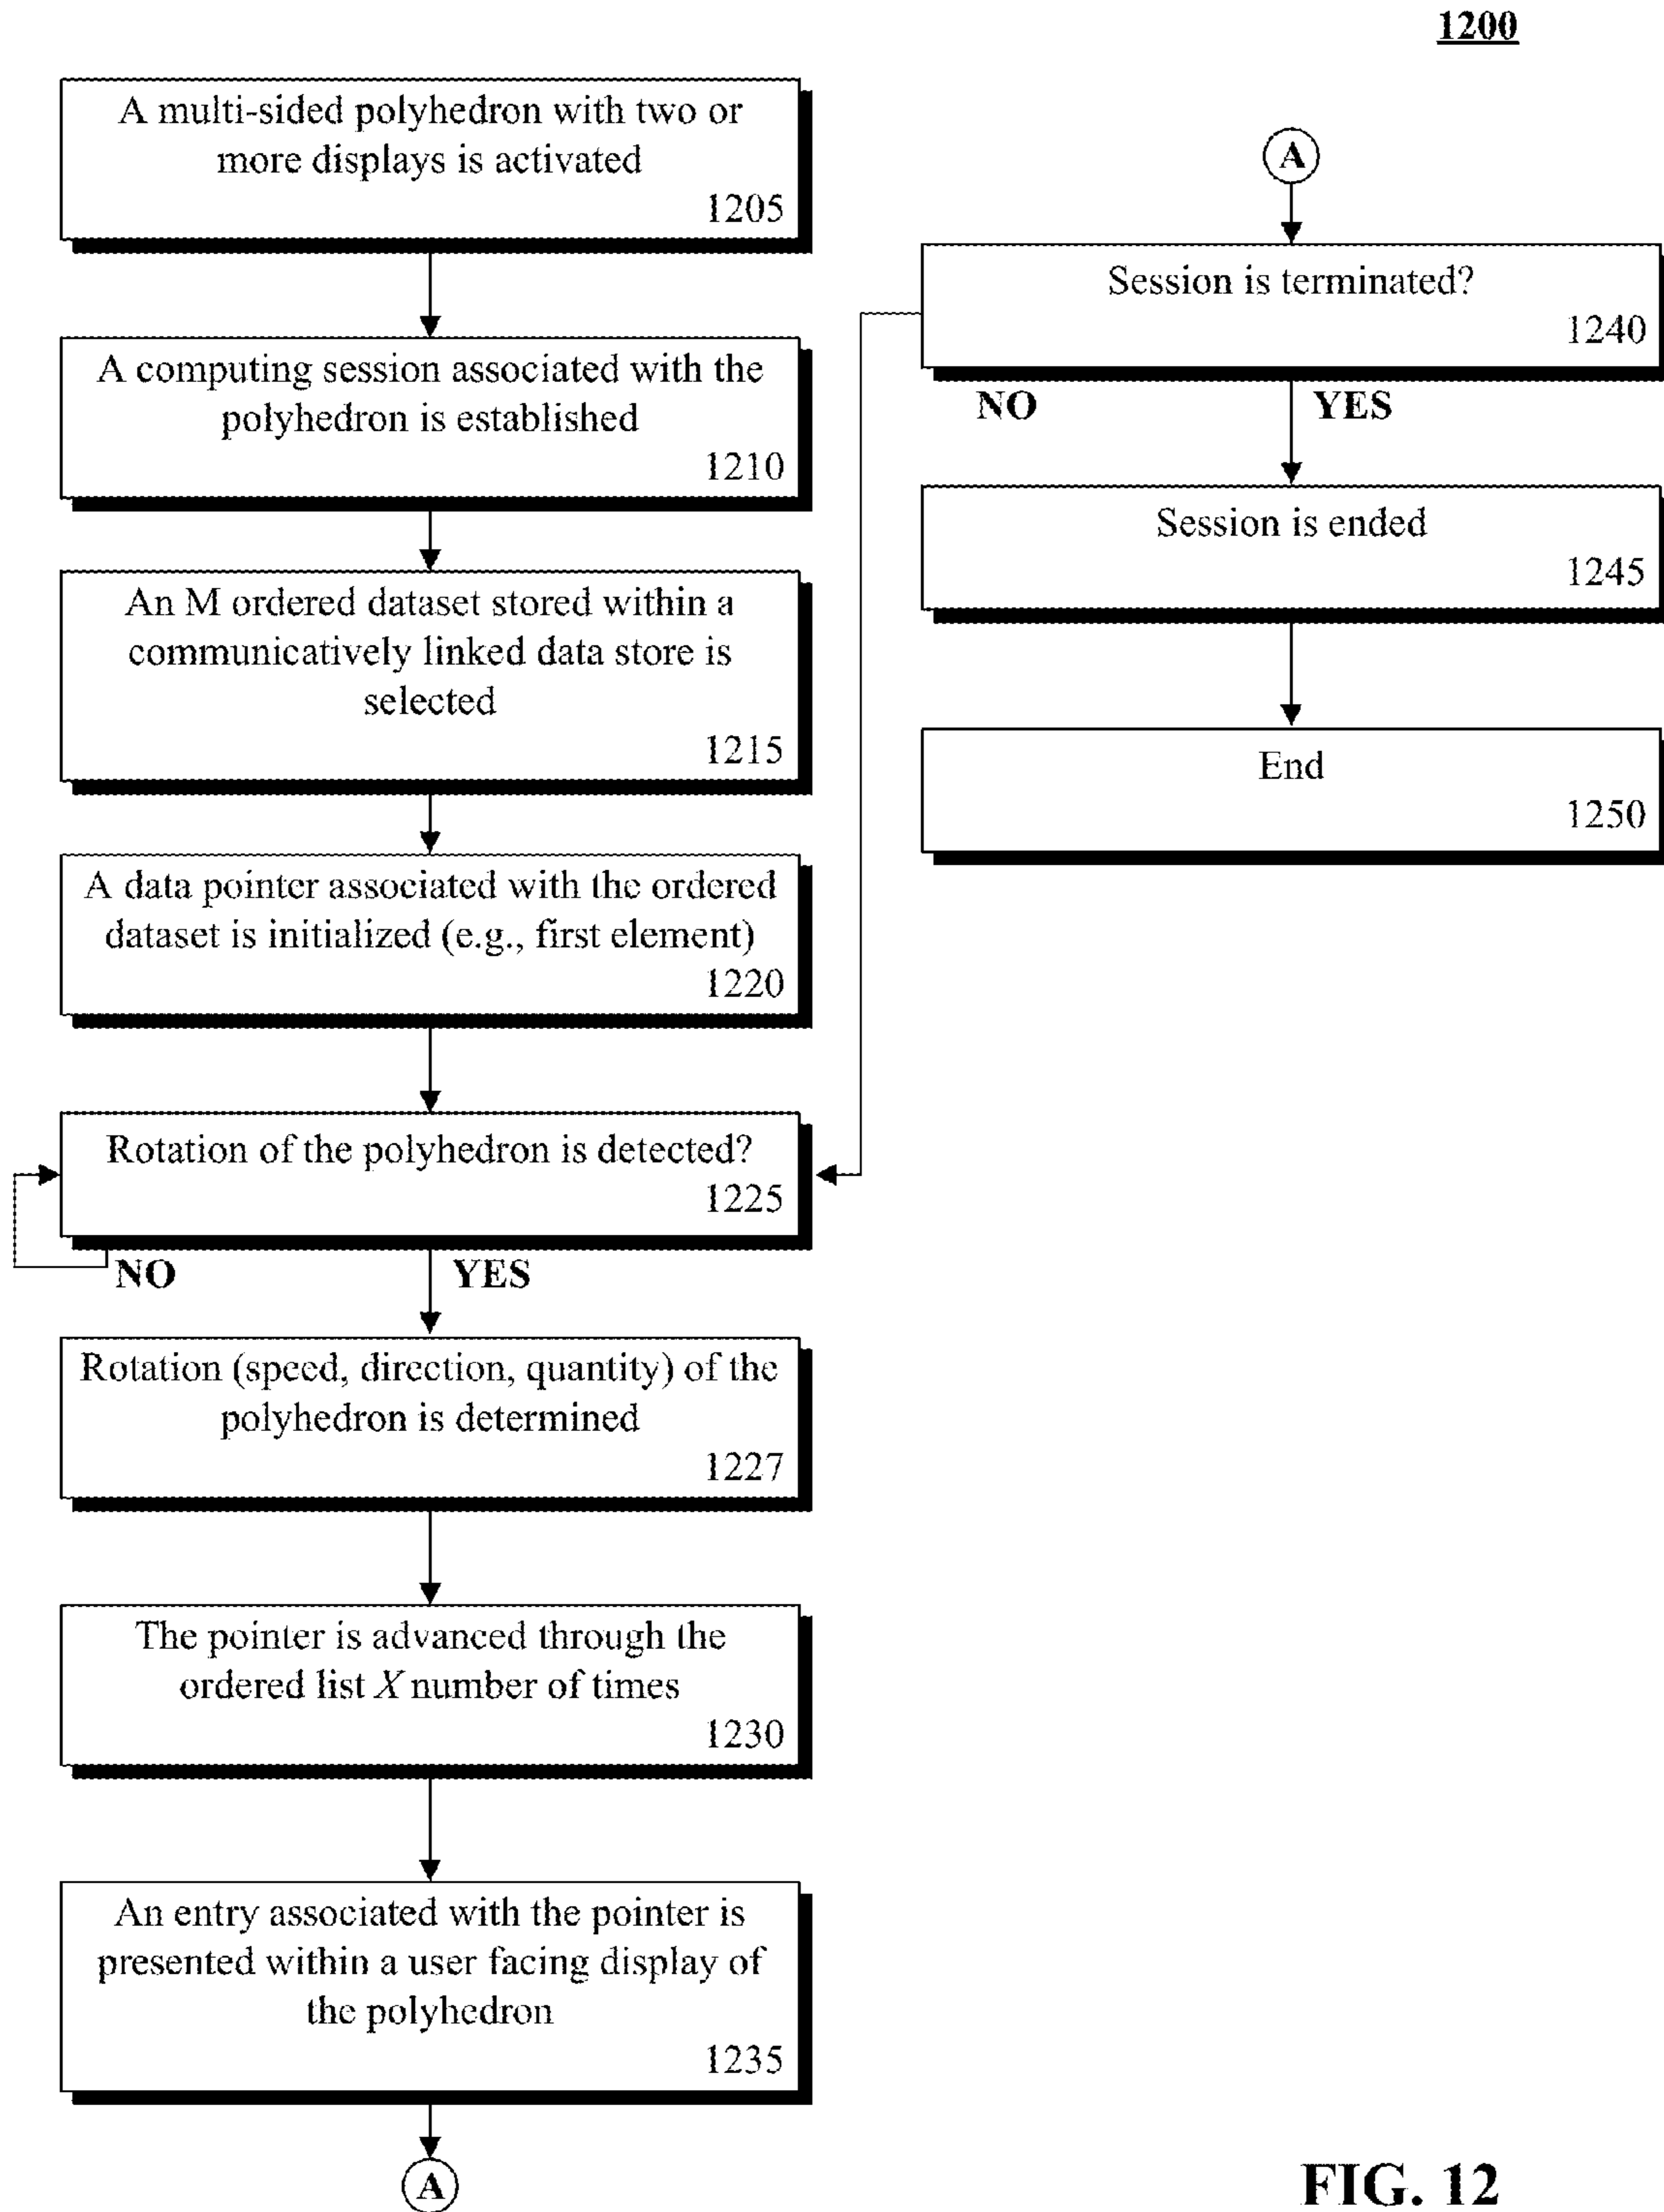 1200
A multi-sided polyhedron with two or
more displays is activated
1205
A computing session associated with the
polyhedron is established
1210
An M ordered dataset stored within a
communicatively linked data store is
selected
1215
A data pointer associated with the ordered
dataset is initialized (e.g., first element)
1220
Rotation of the polyhedron is detected?
1225
NO
YES
Rotation (speed, direction, quantity) of the
polyhedron is determined
1227
The pointer is advanced through the
ordered list X number of times
1230
An entry associated with the pointer is
presented within a user facing display of
the polyhedron
1235
A
A
Session is terminated?
1240
NO
YES
Session is ended
1245
End
1250
FIG. 12